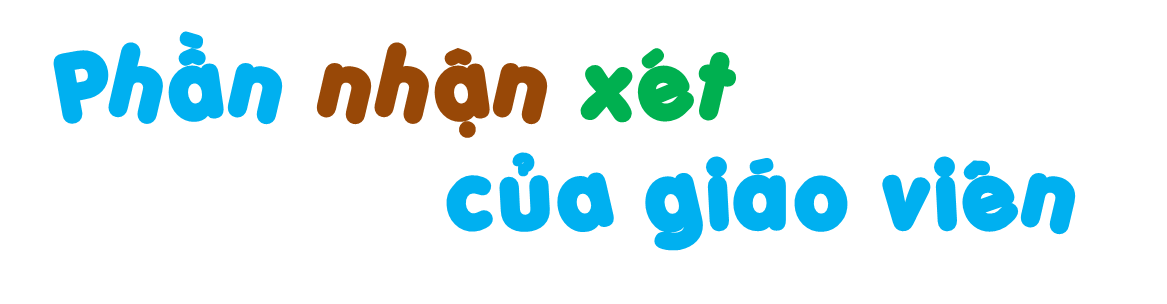 Phần nhận xét
của giáo viên